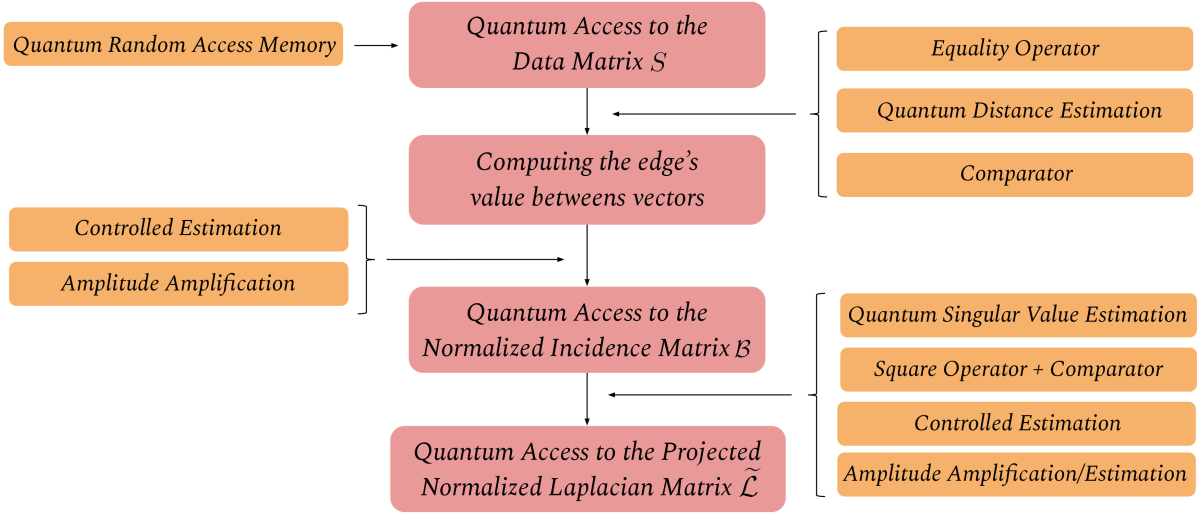 Quantum Random Access Memory
Quantum Access to the
Data Matrix S
Equality Operator
Quantum Distance Estimation
Comparator
Computing the edge's
value betweens vectors
Controlled Estimation
Amplitude Amplification
Quantum Access to the
Normalized Incidence Matrix ℬ
Quantum Singular Value Estimation
Square Operator + Comparator
Controlled Estimation
Amplitude Amplification/Estimation
Quantum Access to the Projected
Normalized Laplacian Matrix ℒ̃